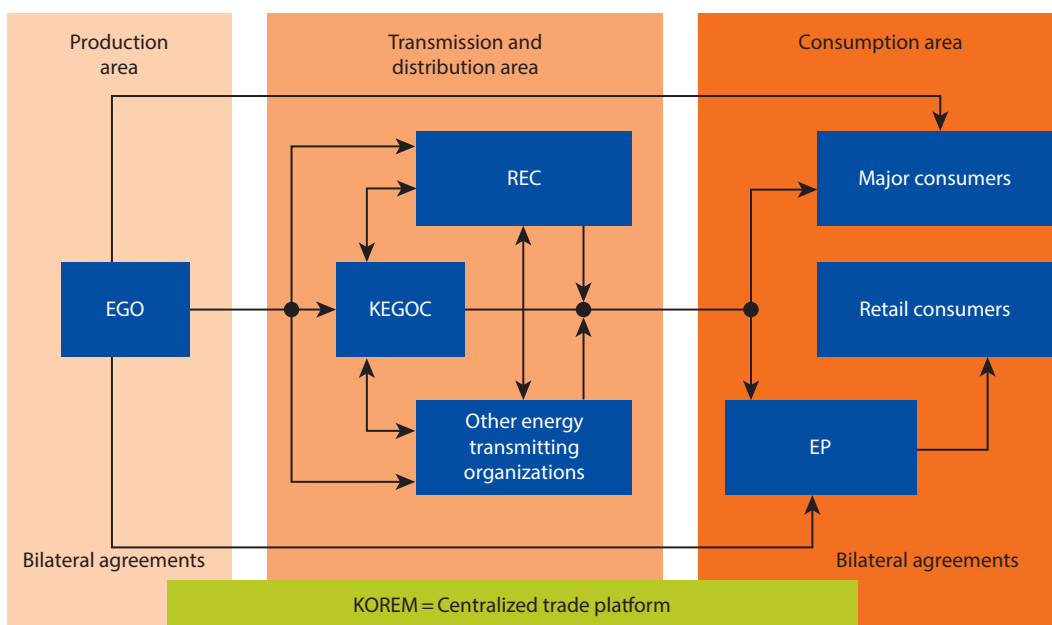 Production
area
Transmission and
distribution area
Consumption area
REC
Major consumers
EGO
KEGOC
Retail consumers
Other energy
transmitting
organizations
EP
Bilateral agreements
Bilateral agreements
KOREM = Centralized trade platform